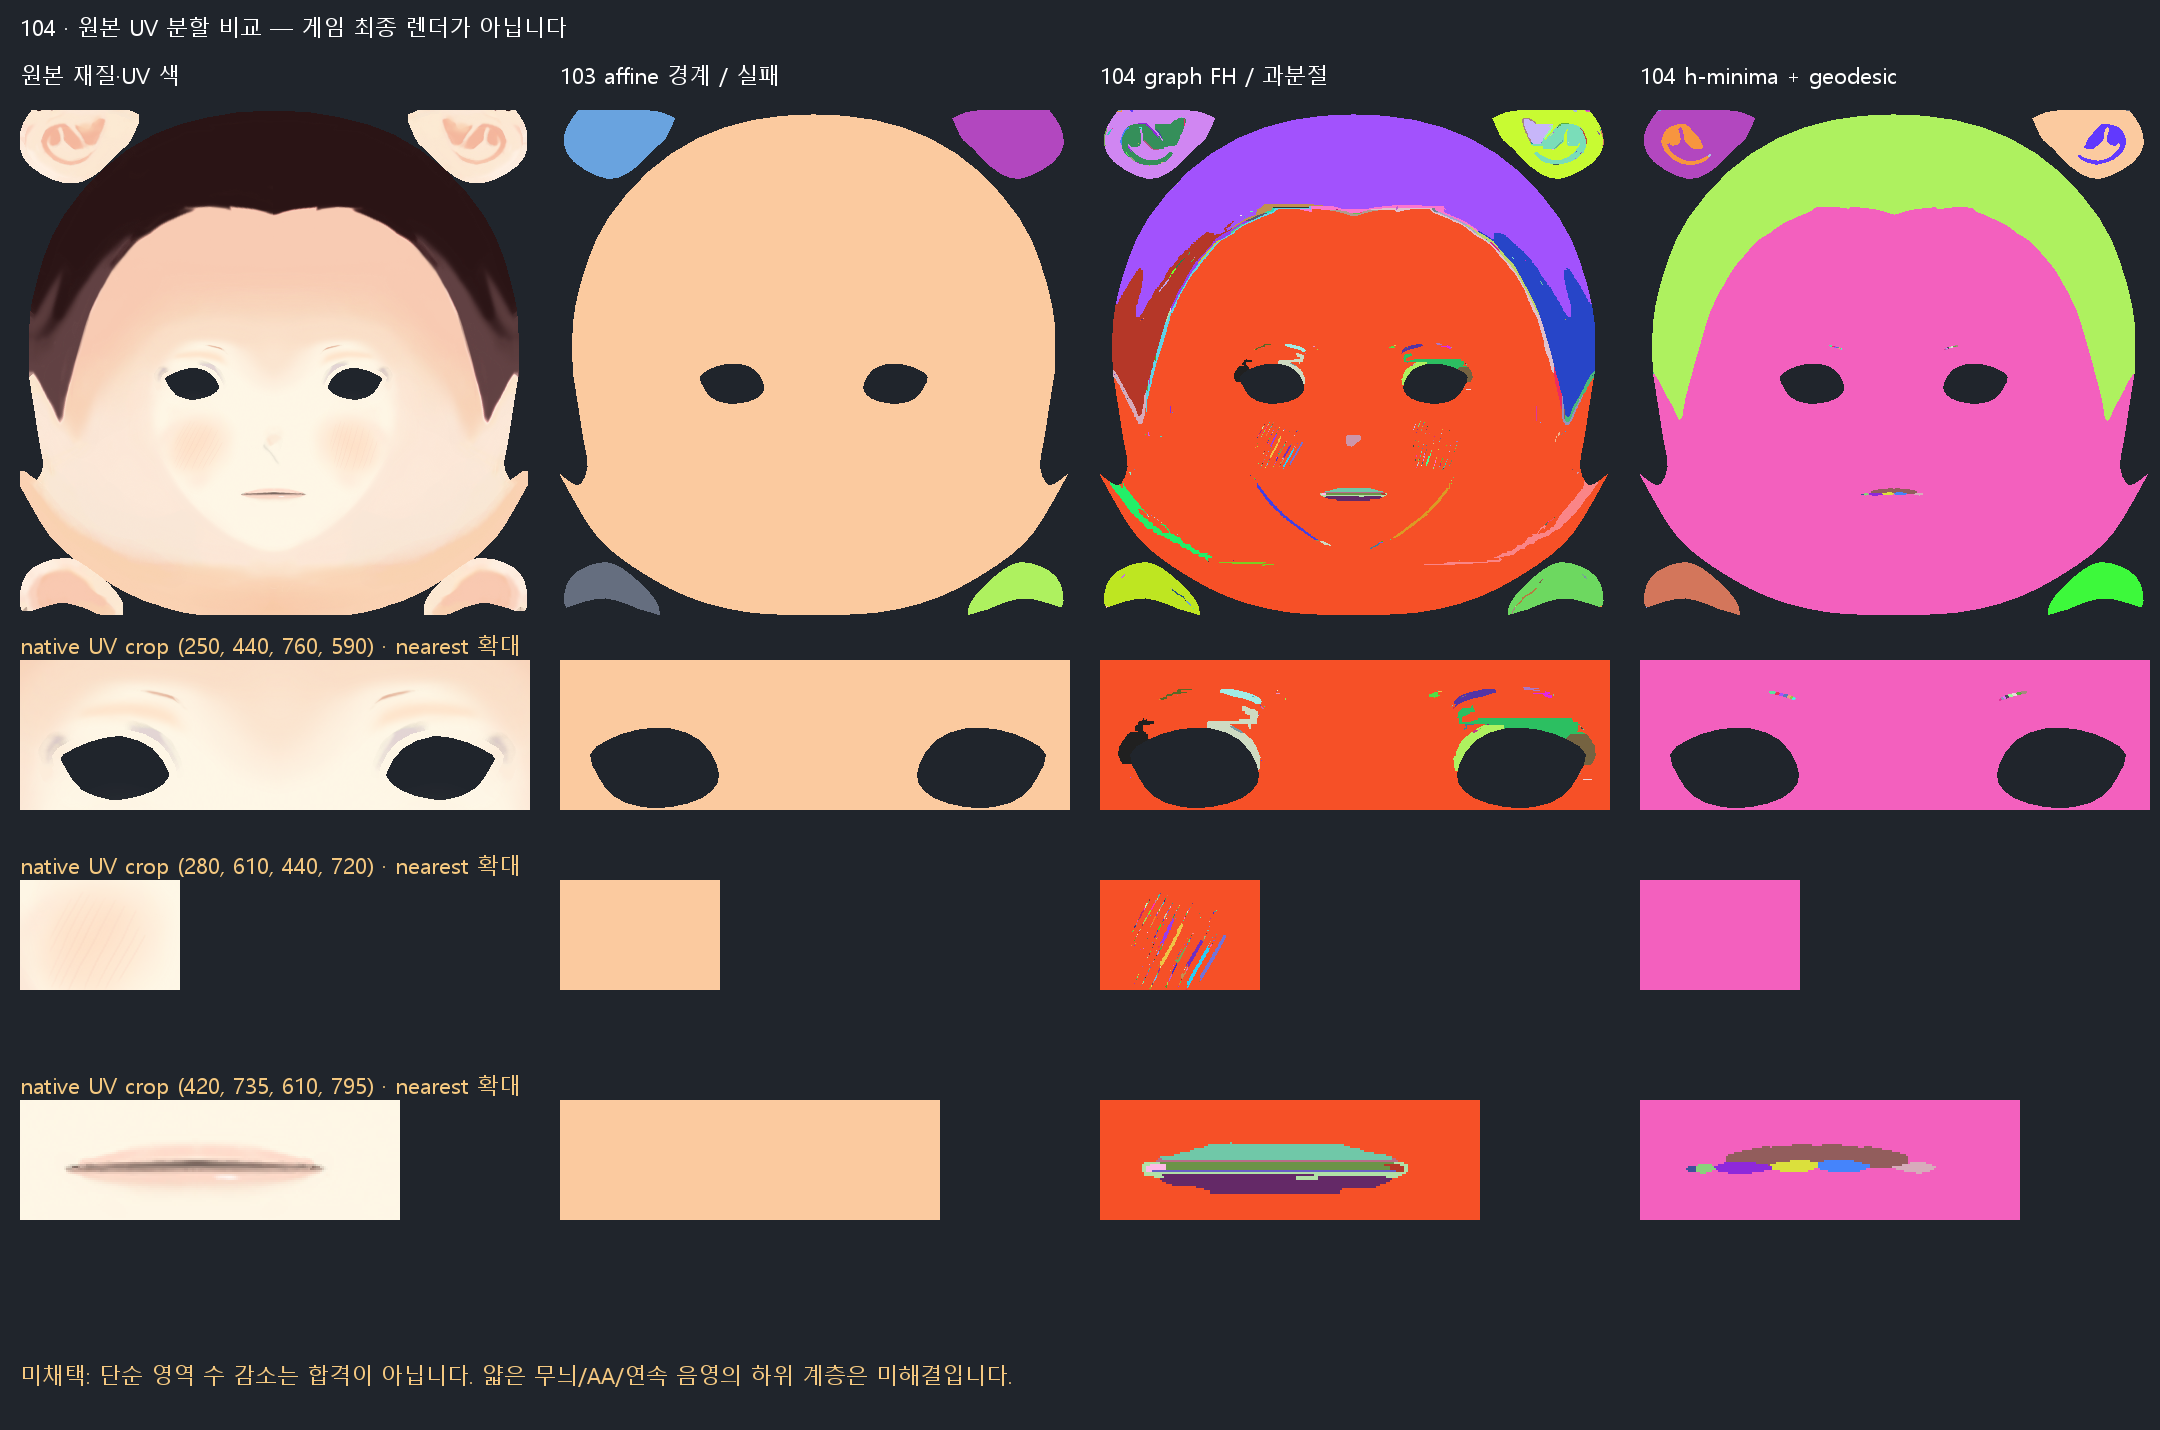 104 · 원본 UV 분할 비교 — 게임 최종 렌더가 아닙니다
원본 재질·UV 색
103 affine 경계 / 실패
104 graph FH / 과분절
104 h-minima + geodesic
native UV crop (250, 440, 760, 590) · nearest 확대
native UV crop (280, 610, 440, 720) · nearest 확대
native UV crop (420, 735, 610, 795) · nearest 확대
미채택: 단순 영역 수 감소는 합격이 아닙니다. 얇은 무늬/AA/연속 음영의 하위 계층은 미해결입니다.